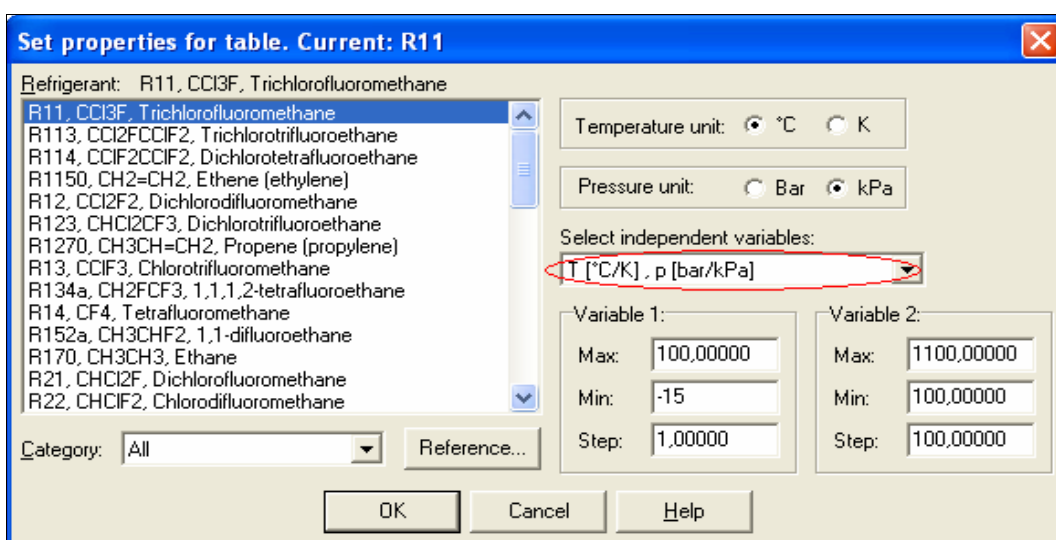 Set properties for table. Current: R11
Refrigerant: R11, CCl3F, Trichlorofluoromethane
R11, CCl3F, Trichlorofluoromethane
R113, CCl2FCClF2, Trichlorotrifluoroethane
R114, CClF2CClF2, Dichlorotetrafluoroethane
R1150, CH2=CH2, Ethene (ethylene)
R12, CCl2F2, Dichlorodifluoromethane
R123, CHCl2CF3, Dichlorotrifluoroethane
R1270, CH3CH=CH2, Propene (propylene)
R13, CClF3, Chlorotrifluoromethane
R134a, CH2FCF3, 1,1,1,2-tetrafluoroethane
R14, CF4, Tetrafluoromethane
R152a, CH3CHF2, 1,1-difluoroethane
R170, CH3CH3, Ethane
R21, CHCl2F, Dichlorofluoromethane
R22, CHClF2, Chlorodifluoromethane
Category: All
Reference...
Temperature unit: °C K
Pressure unit: Bar kPa
Select independent variables:
T [°C/K] , p [bar/kPa]
Variable 1:
Max: 100,00000
Min: -15
Step: 1,00000
Variable 2:
Max: 1100,00000
Min: 100,00000
Step: 100,00000
OK
Cancel
Help